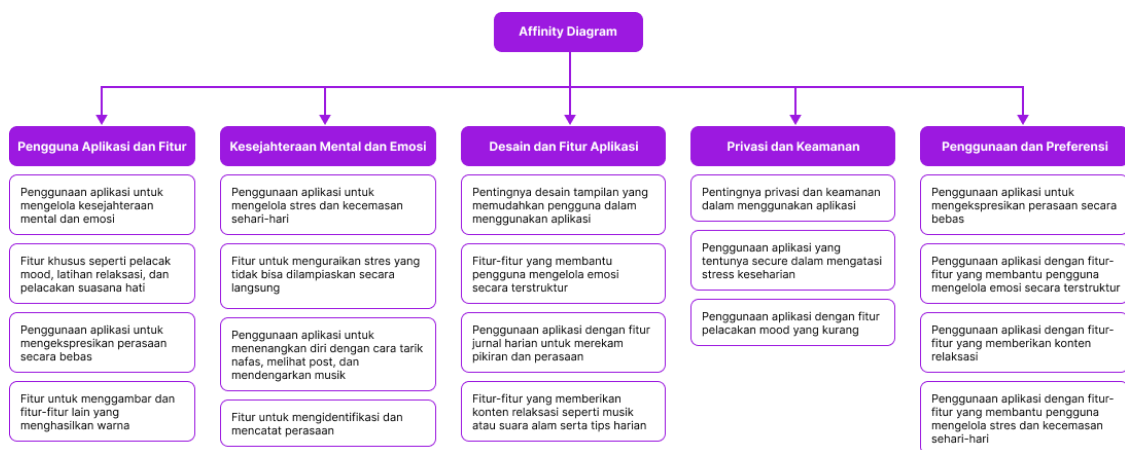 Affinity Diagram
Pengguna Aplikasi dan Fitur
Penggunaan aplikasi untuk
mengelola kesejahteraan
mental dan emosi
Fitur khusus seperti pelacak
mood, latihan relaksasi, dan
pelacakan suasana hati
Penggunaan aplikasi untuk
mengekspresikan perasaan
secara bebas
Fitur untuk menggambar dan
fitur-fitur lain yang
menghasilkan warna
Kesejahteraan Mental dan Emosi
Penggunaan aplikasi untuk
mengelola stres dan kecemasan
sehari-hari
Fitur untuk menguraikan stres yang
tidak bisa dilampiaskan secara
langsung
Penggunaan aplikasi untuk
menenangkan diri dengan cara tarik
nafas, melihat post, dan
mendengarkan musik
Fitur untuk mengidentifikasi dan
mencatat perasaan
Desain dan Fitur Aplikasi
Pentingnya desain tampilan yang
memudahkan pengguna dalam
menggunakan aplikasi
Fitur-fitur yang membantu
pengguna mengelola emosi
secara terstruktur
Penggunaan aplikasi dengan fitur
jurnal harian untuk merekam
pikiran dan perasaan
Fitur-fitur yang memberikan
konten relaksasi seperti musik
atau suara alam serta tips harian
Privasi dan Keamanan
Pentingnya privasi dan keamanan
dalam menggunakan aplikasi
Penggunaan aplikasi yang
tentunya secure dalam mengatasi
stress keseharian
Penggunaan aplikasi dengan fitur
pelacakan mood yang kurang
Penggunaan dan Preferensi
Penggunaan aplikasi untuk
mengekspresikan perasaan secara
bebas
Penggunaan aplikasi dengan fitur-
fitur yang membantu pengguna
mengelola emosi secara terstruktur
Penggunaan aplikasi dengan fitur-
fitur yang memberikan konten
relaksasi
Penggunaan aplikasi dengan fitur-
fitur yang membantu pengguna
mengelola stres dan kecemasan
sehari-hari